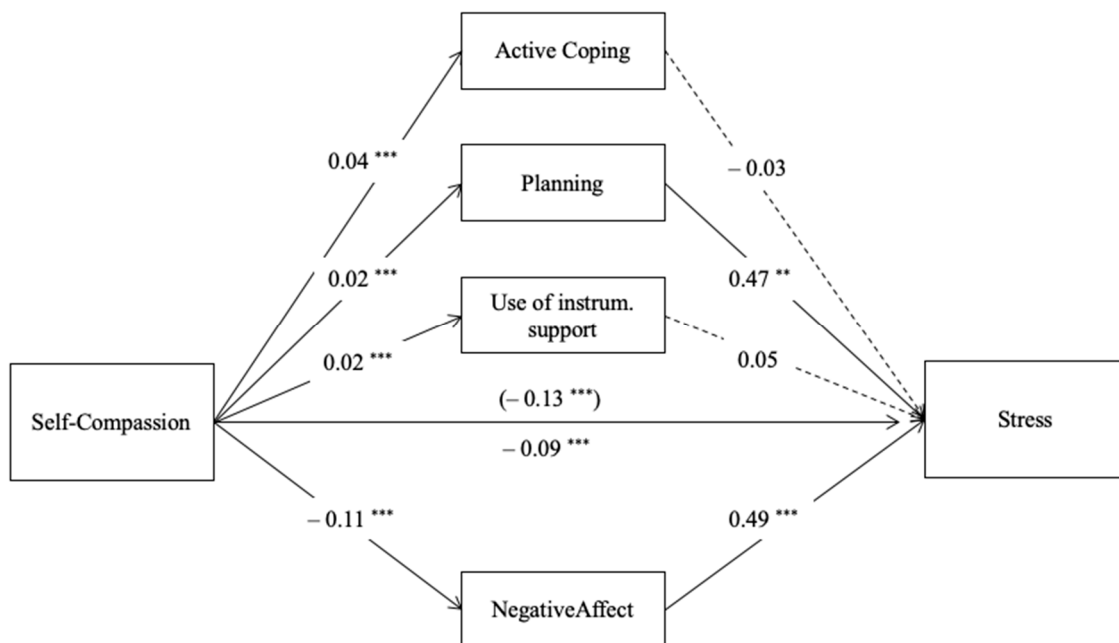 Active Coping
0.04 ***
– 0.03
Planning
0.02 ***
0.47 **
Use of instrum.
support
0.02 ***
0.05
(– 0.13 ***)
Self-Compassion
Stress
– 0.09 ***
– 0.11 ***
0.49 ***
NegativeAffect